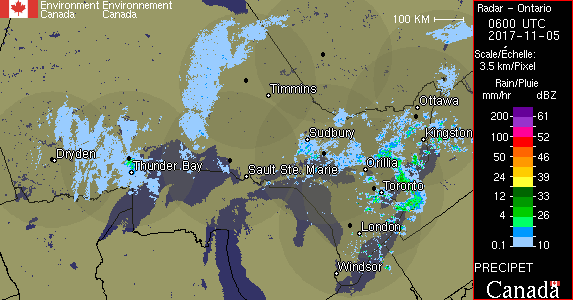 Environment Environnement
Canada Canada
100 KM
Timmins
Ottawa
Sudbury
Kingston
Dryden
Thunder Bay
Sault Ste. Marie
Orillia
Toronto
London
Windsor
Radar - Ontario
0600 UTC
2017-11-05
Scale/Échelle:
3.5 km/Pixel
Rain/Pluie
mm/hr dBZ
200 61
100 52
50 46
24 39
12 33
4 26
0.1 10
PRECIPET
Canada